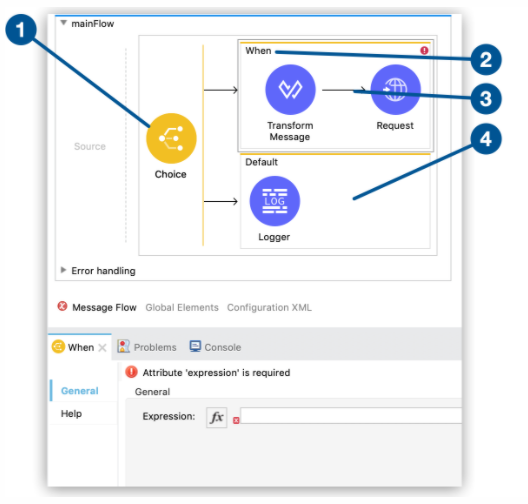 1
mainFlow
When
2
3
Transform
Message
Request
Source
Choice
Default
4
LOG
Logger
Error handling
Message Flow Global Elements Configuration XML
When Problems Console
Attribute 'expression' is required
General
General
Help
Expression: fx